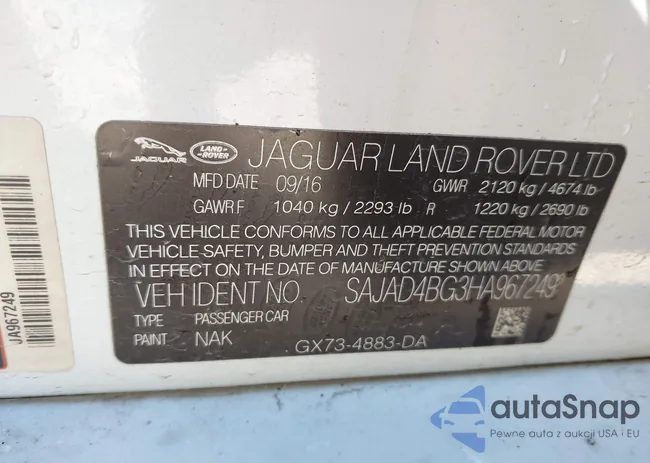 JAGUAR
LAND-
ROVER
JAGUAR LAND ROVER LTD
MFD DATE 09/16 GWR 2120 kg / 4674 lb
GAWR F 1040 kg / 2293 lb R 1220 kg / 2690 lb
THIS VEHICLE CONFORMS TO ALL APPLICABLE FEDERAL MOTOR
VEHICLE SAFETY, BUMPER AND THEFT PREVENTION STANDARDS
IN EFFECT ON THE DATE OF MANUFACTURE SHOWN ABOVE
VEH IDENT NO. SAJAD4BG3HA967249
TYPE PASSENGER CAR
PAINT NAK GX73-4883-DA
JA967249
autaSnap
Pewne auta z aukcji USA i EU